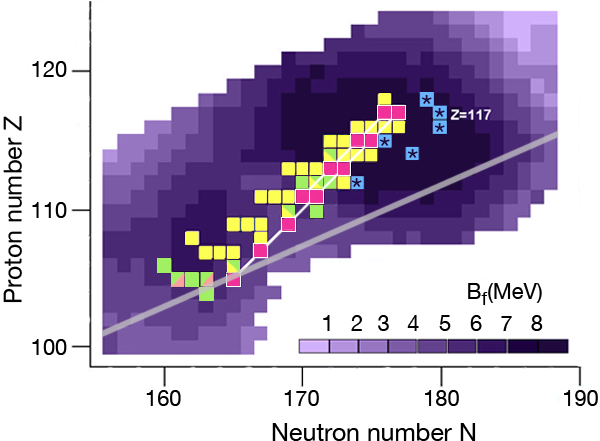 Proton number Z
120
110
100
Z=117
*
*
*
*
*
*
Bf(MeV)
1 2 3 4 5 6 7 8
160 170 180 190
Neutron number N